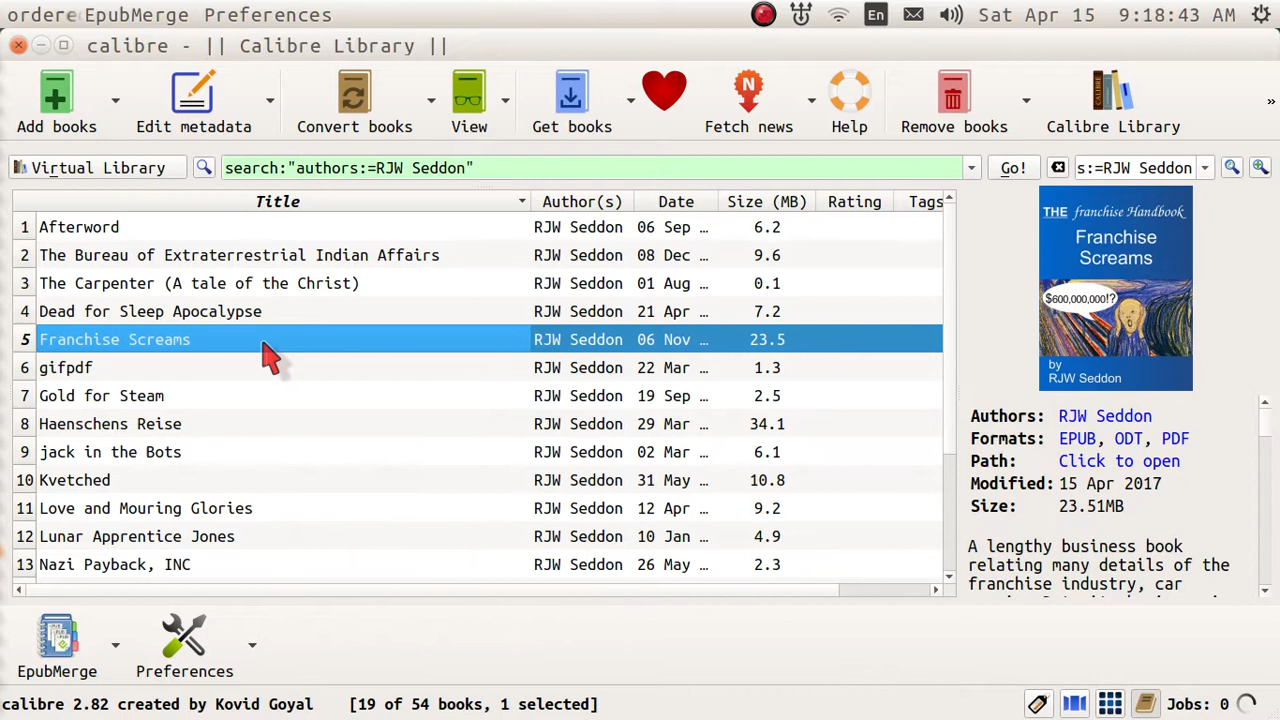 ordere EpubMerge Preferences En Sat Apr 15 9:18:43 AM
calibre - || Calibre Library ||
Add books Edit metadata Convert books View Get books Fetch news Help Remove books Calibre Library »
N
Virtual Library search:"authors:=RJW Seddon" Go! s:=RJW Seddon
Title Author(s) Date Size (MB) Rating Tags
1 Afterword RJW Seddon 06 Sep … 6.2
2 The Bureau of Extraterrestrial Indian Affairs RJW Seddon 08 Dec … 9.6
3 The Carpenter (A tale of the Christ) RJW Seddon 01 Aug … 0.1
4 Dead for Sleep Apocalypse RJW Seddon 21 Apr … 7.2
5 Franchise Screams RJW Seddon 06 Nov … 23.5
6 gifpdf RJW Seddon 22 Mar … 1.3
7 Gold for Steam RJW Seddon 19 Sep … 2.5
8 Haenschens Reise RJW Seddon 29 Mar … 34.1
9 jack in the Bots RJW Seddon 02 Mar … 6.1
10 Kvetched RJW Seddon 31 May … 10.8
11 Love and Mouring Glories RJW Seddon 12 Apr … 9.2
12 Lunar Apprentice Jones RJW Seddon 10 Jan … 4.9
13 Nazi Payback, INC RJW Seddon 26 May … 2.3
THE franchise Handbook
Franchise
Screams
$600,000,000!?
by
RJW Seddon
Authors: RJW Seddon
Formats: EPUB, ODT, PDF
Path: Click to open
Modified: 15 Apr 2017
Size: 23.51MB
A lengthy business book
relating many details of the
franchise industry, car
EpubMerge Preferences
calibre 2.82 created by Kovid Goyal [19 of 54 books, 1 selected] Jobs: 0